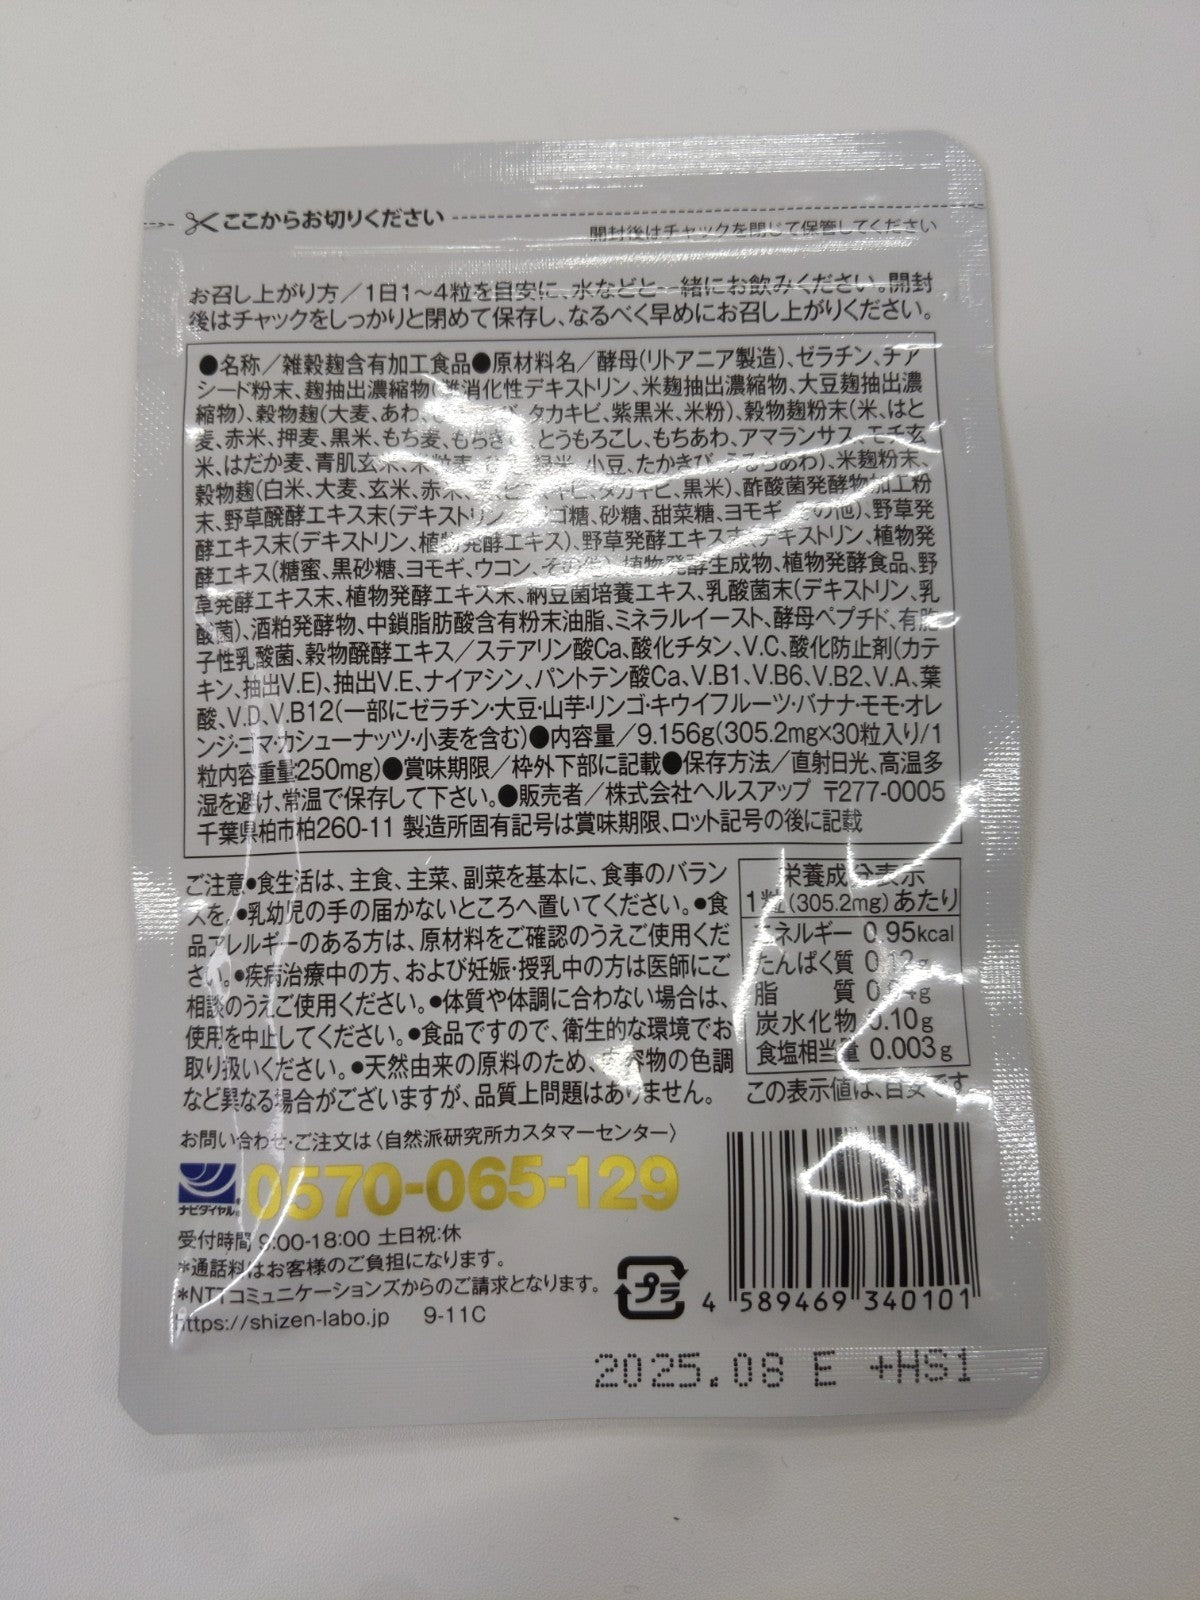 ここからお切りください
開封後はチャックを閉じて保管してください
お召し上がり方／1日1〜4粒を目安に、水などと一緒にお飲みください。開封
後はチャックをしっかりと閉めて保存し、なるべく早めにお召し上がりください。
●名称／雑穀麹含有加工食品●原材料名／酵母(リトアニア製造)、ゼラチン、チア
シード粉末、麹抽出濃縮物(難消化性デキストリン、米麹抽出濃縮物、大豆麹抽出濃
縮物)、穀物麹(大麦、あわ、 タカキビ、紫黒米、米粉)、穀物麹粉末(米、はと
麦、赤米、押麦、黒米、もち麦、もちきび、とうもろこし、もちあわ、アマランサス、モチ玄
米、はだか麦、青肌玄米、 緑米、小豆、たかきび、うるちあわ)、米麹粉末、
穀物麹(白米、大麦、玄米、赤米、 タカキビ、黒米)、酢酸菌発酵物加工粉
末、野草醗酵エキス末(デキストリン、 糖、砂糖、甜菜糖、ヨモギ、その他)、野草発
酵エキス末(デキストリン、植物発酵エキス)、野草発酵エキス末(デキストリン、植物発
酵エキス(糖蜜、黒砂糖、ヨモギ、ウコン、その他)、植物発酵生成物、植物発酵食品、野
草発酵エキス末、植物発酵エキス末、納豆菌培養エキス、乳酸菌末(デキストリン、乳
酸菌)、酒粕発酵物、中鎖脂肪酸含有粉末油脂、ミネラルイースト、酵母ペプチド、有胞
子性乳酸菌、穀物醗酵エキス／ステアリン酸Ca、酸化チタン、V.C、酸化防止剤(カテ
キン、抽出V.E)、抽出V.E、ナイアシン、パントテン酸Ca、V.B1、V.B6、V.B2、V.A、葉
酸、V.D、V.B12(一部にゼラチン・大豆・山芋・リンゴ・キウイフルーツ・バナナ・モモ・オレ
ンジ・ゴマ・カシューナッツ・小麦を含む)●内容量／9.156g(305.2mg×30粒入り/1
粒内容重量250mg)●賞味期限／枠外下部に記載●保存方法／直射日光、高温多
湿を避け、常温で保存して下さい。●販売者／株式会社ヘルスアップ 〒277-0005
千葉県柏市柏260-11 製造所固有記号は賞味期限、ロット記号の後に記載
ご注意●食生活は、主食、主菜、副菜を基本に、食事のバラン
スを。●乳幼児の手の届かないところへ置いてください。●食
品アレルギーのある方は、原材料をご確認のうえご使用くだ
さい。●疾病治療中の方、および妊娠・授乳中の方は医師にご
相談のうえご使用ください。●体質や体調に合わない場合は、
使用を中止してください。●食品ですので、衛生的な環境でお
取り扱いください。●天然由来の原料のため、内容物の色調
など異なる場合がございますが、品質上問題はありません。
栄養成分表示
1粒(305.2mg)あたり
エネルギー 0.95kcal
たんぱく質 0.12g
脂 質 0.04g
炭水化物 0.10g
食塩相当量 0.003g
この表示値は、目安です。
お問い合わせ・ご注文は〈自然派研究所カスタマーセンター〉
ナビダイヤル® 0570-065-129
受付時間 9:00-18:00 土日祝:休
*通話料はお客様のご負担になります。
*NTTコミュニケーションズからのご請求となります。
https://shizen-labo.jp 9-11C
プラ
4 589469 340101
2025.08 E +HS1